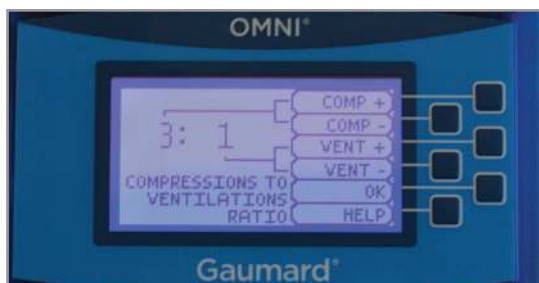 OMNI®
COMP +
COMP -
3: 1
VENT +
VENT -
COMPRESSIONS TO
OK
VENTILATIONS
RATIO
HELP
Gaumard®